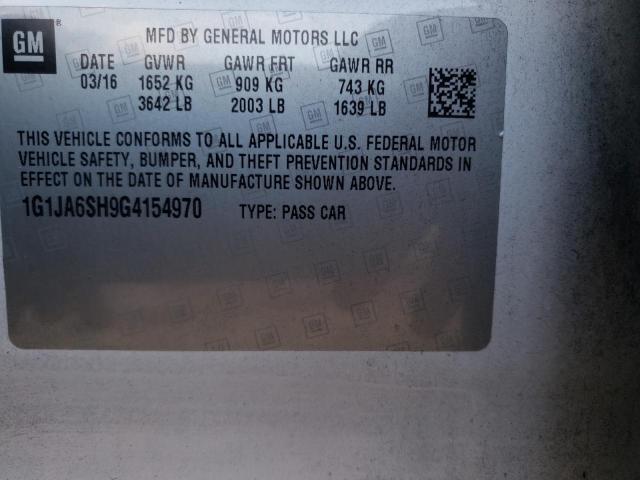 GM ®
MFD BY GENERAL MOTORS LLC
DATE GVWR GAWR FRT GAWR RR
03/16 1652 KG 909 KG 743 KG
3642 LB 2003 LB 1639 LB
THIS VEHICLE CONFORMS TO ALL APPLICABLE U.S. FEDERAL MOTOR
VEHICLE SAFETY, BUMPER, AND THEFT PREVENTION STANDARDS IN
EFFECT ON THE DATE OF MANUFACTURE SHOWN ABOVE.
1G1JA6SH9G4154970 TYPE: PASS CAR